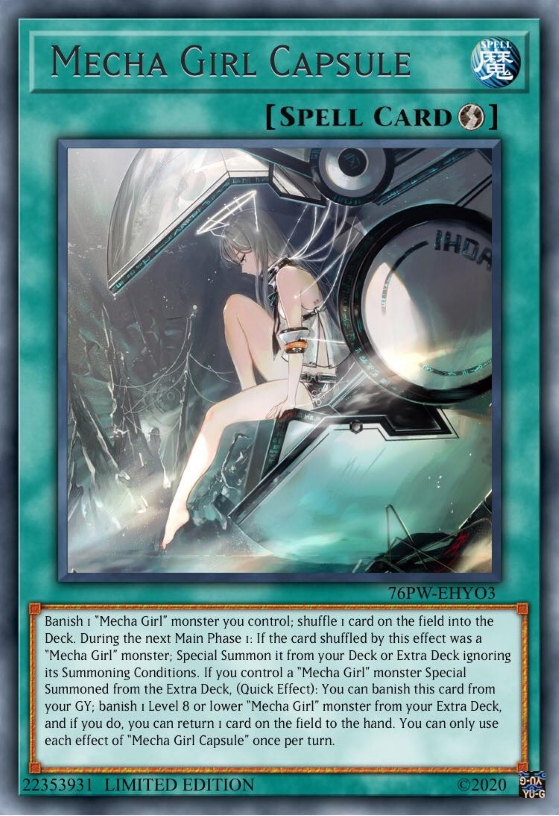 Mecha Girl Capsule
SPELL
魔
[Spell Card]
IHOA
76PW-EHYO3
Banish 1 "Mecha Girl" monster you control; shuffle 1 card on the field into the
Deck. During the next Main Phase 1: If the card shuffled by this effect was a
"Mecha Girl" monster; Special Summon it from your Deck or Extra Deck ignoring
its Summoning Conditions. If you control a "Mecha Girl" monster Special
Summoned from the Extra Deck, (Quick Effect): You can banish this card from
your GY; banish 1 Level 8 or lower "Mecha Girl" monster from your Extra Deck,
and if you do, you can return 1 card on the field to the hand. You can only use
each effect of "Mecha Girl Capsule" once per turn.
22353931 LIMITED EDITION ©2020